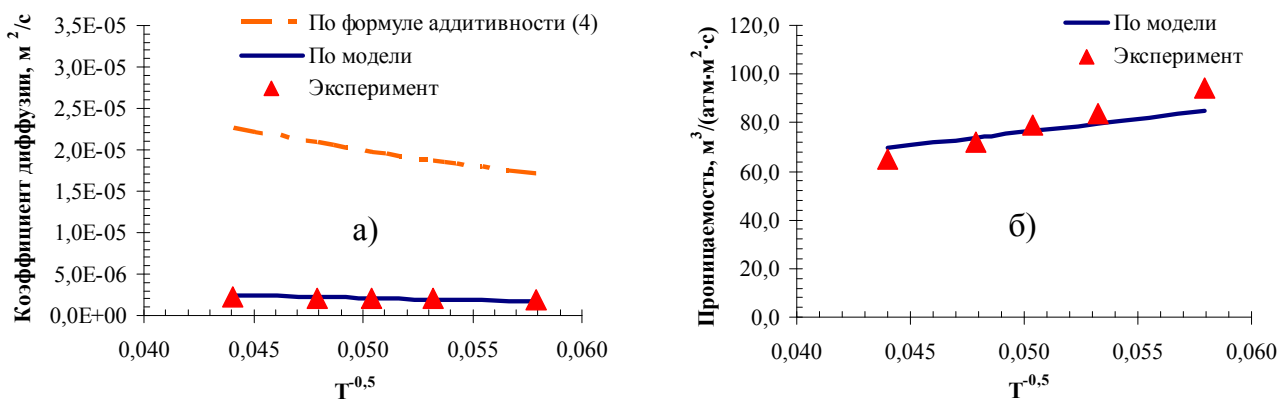 Коэффициент диффузии, м²/с
3,5E-05
3,0E-05
2,5E-05
2,0E-05
1,5E-05
1,0E-05
5,0E-06
0,0E+00
По формуле аддитивности (4)
По модели
Эксперимент
а)
0,040 0,045 0,050 0,055 0,060
T⁻⁰,⁵
Проницаемость, м³/(атм·м²·с)
120,0
100,0
80,0
60,0
40,0
20,0
0,0
По модели
Эксперимент
б)
0,040 0,045 0,050 0,055 0,060
T⁻⁰,⁵